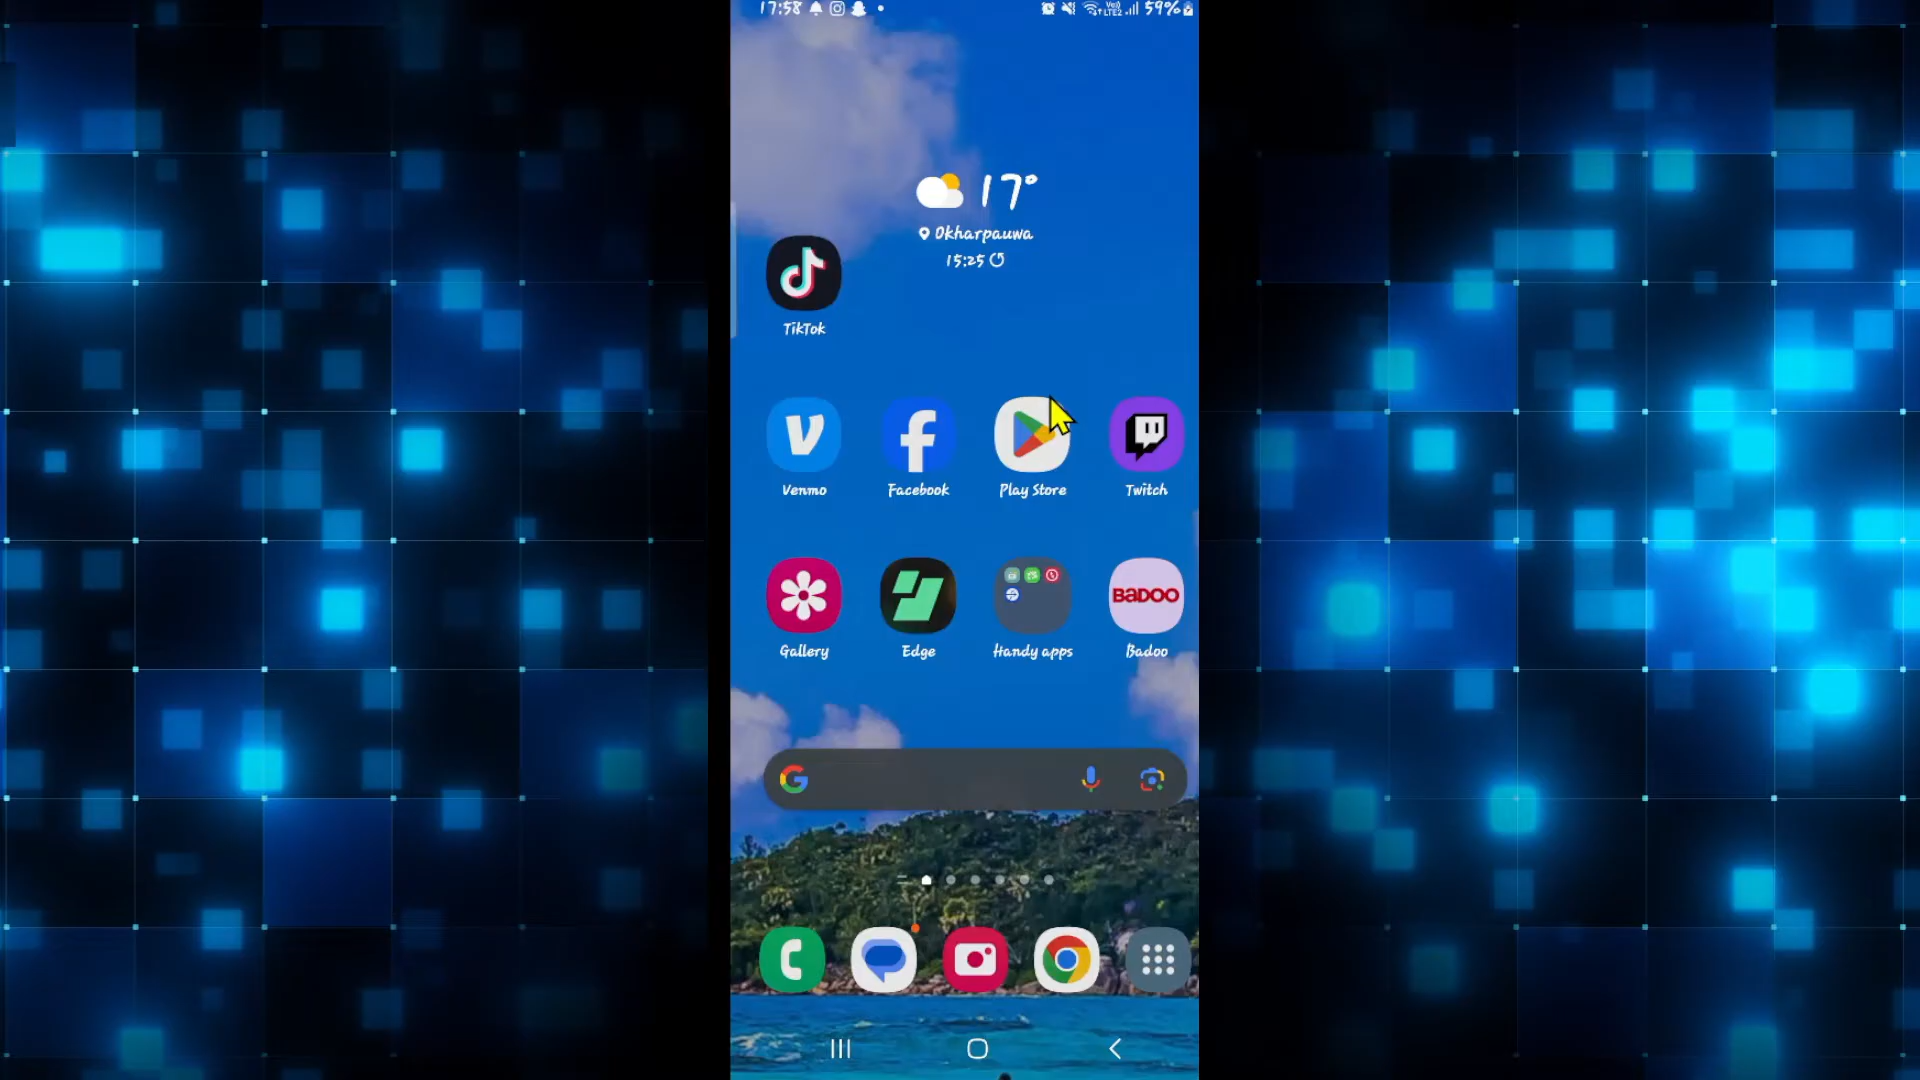 17:58 59%
17°
Okharpauwa
15:25
TikTok
Venmo Facebook Play Store Twitch
BADOO
Gallery Edge Handy apps Badoo